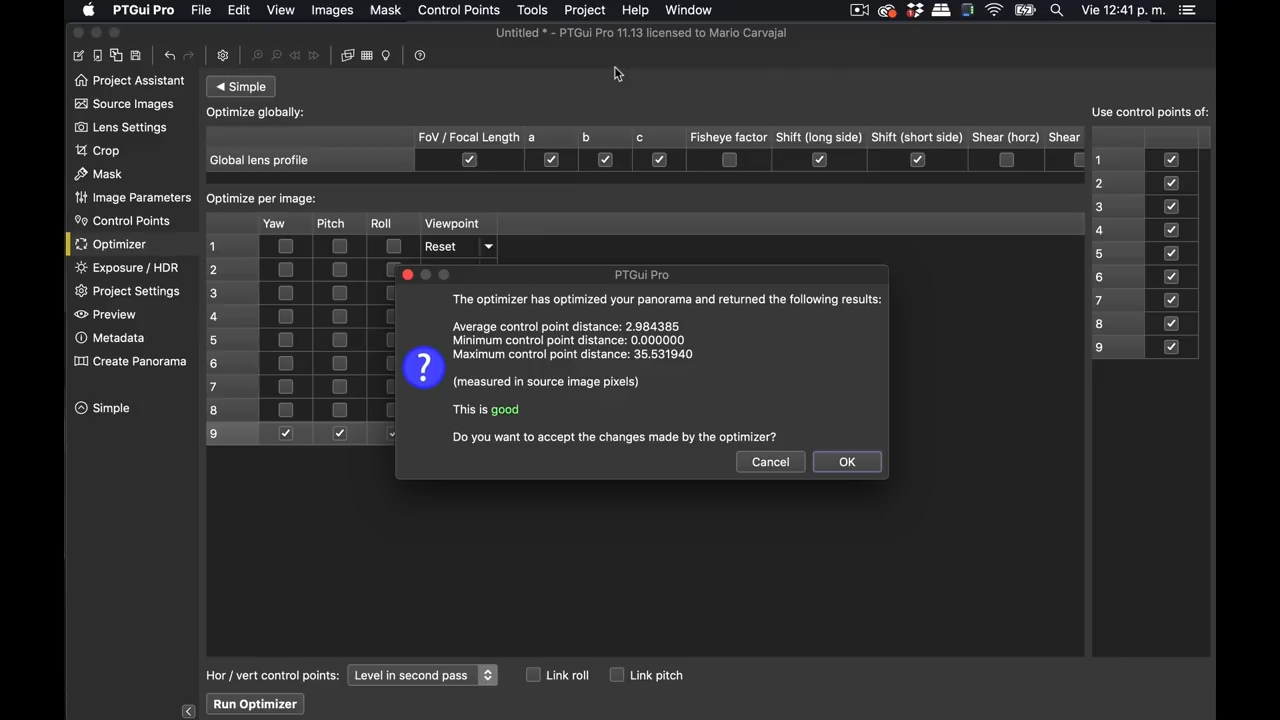 PTGui Pro File Edit View Images Mask Control Points Tools Project Help Window Vie 12:41 p. m.
Untitled * - PTGui Pro 11.13 licensed to Mario Carvajal
Project Assistant
Source Images
Lens Settings
Crop
Mask
Image Parameters
Control Points
Optimizer
Exposure / HDR
Project Settings
Preview
Metadata
Create Panorama
Simple
◀ Simple
Optimize globally:
FoV / Focal Length a b c Fisheye factor Shift (long side) Shift (short side) Shear (horz) Shear
Global lens profile
Optimize per image:
Yaw Pitch Roll Viewpoint
1 Reset
2
3
4
5
6
7
8
9
Use control points of:
1
2
3
4
5
6
7
8
9
PTGui Pro
The optimizer has optimized your panorama and returned the following results:
Average control point distance: 2.984385
Minimum control point distance: 0.000000
Maximum control point distance: 35.531940
(measured in source image pixels)
This is good
Do you want to accept the changes made by the optimizer?
Cancel OK
Hor / vert control points: Level in second pass Link roll Link pitch
Run Optimizer